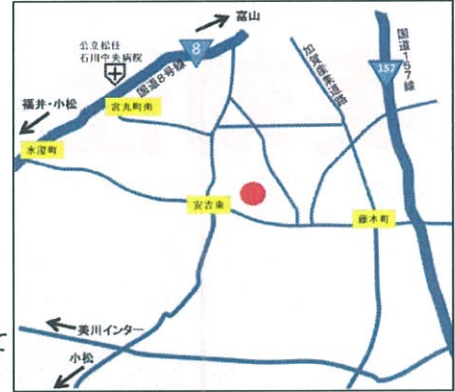 富山
8
公立松任
石川中央病院
国道8号線
加賀産業道路
国道157線
157
福井・小松
宮丸町南
水澄町
安吉東
藤木町
美川インター
小松